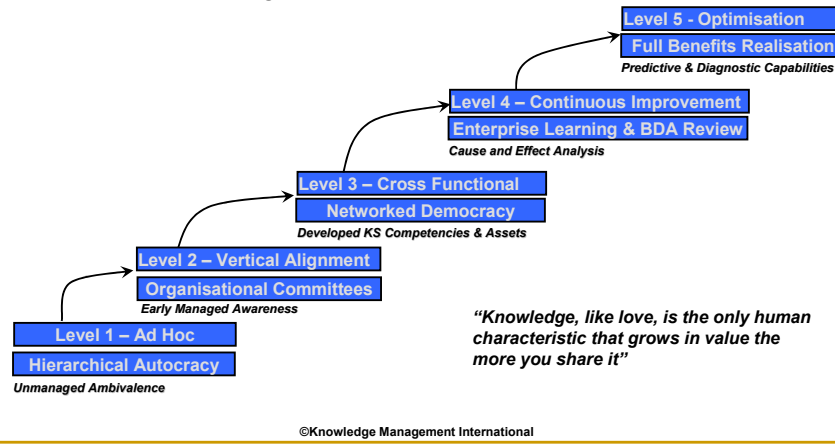 Level 5 - Optimisation
Full Benefits Realisation
Predictive & Diagnostic Capabilities
Level 4 – Continuous Improvement
Enterprise Learning & BDA Review
Cause and Effect Analysis
Level 3 – Cross Functional
Networked Democracy
Developed KS Competencies & Assets
Level 2 – Vertical Alignment
Organisational Committees
Early Managed Awareness
Level 1 – Ad Hoc
Hierarchical Autocracy
Unmanaged Ambivalence
“Knowledge, like love, is the only human
characteristic that grows in value the
more you share it”
©Knowledge Management International